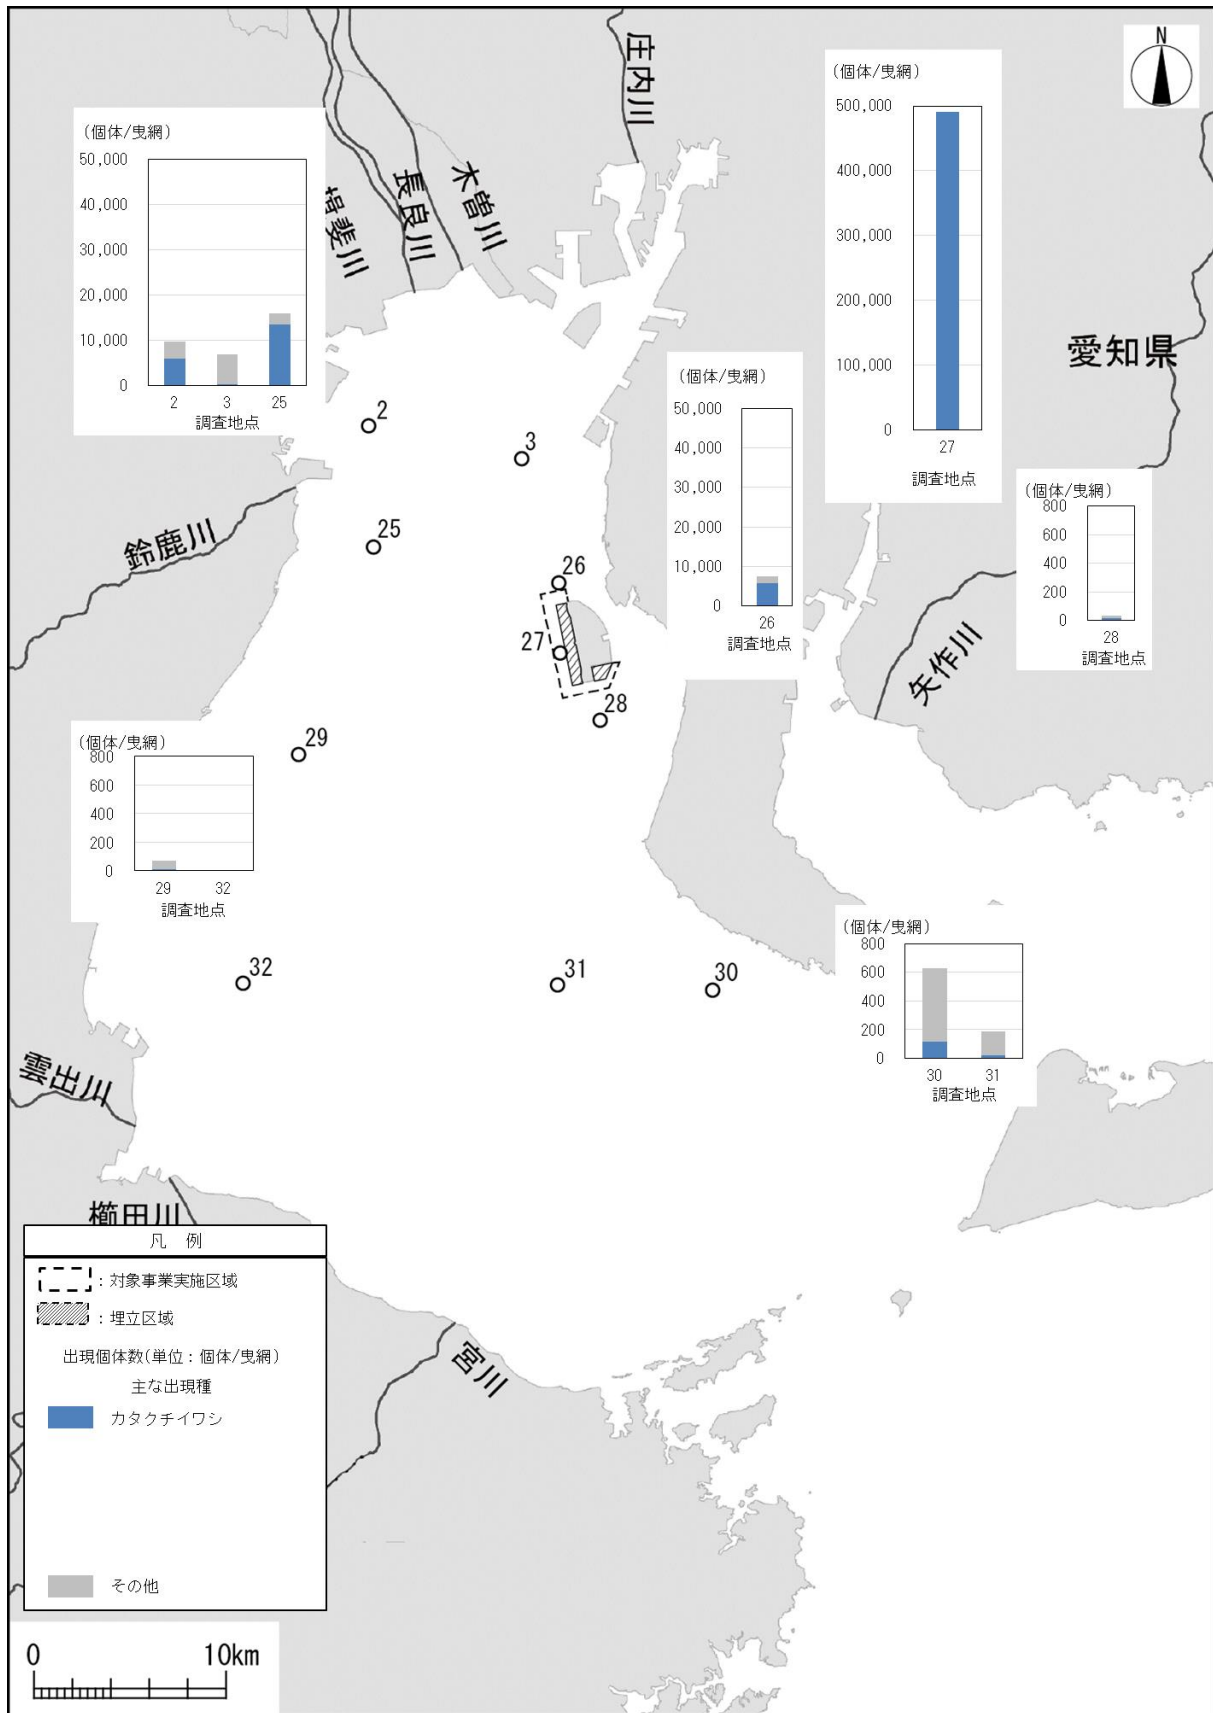 N
庄内川
木曽川
長良川
揖斐川
(個体/曳網)
50,000
40,000
30,000
20,000
10,000
0
2
3
25
調査地点
(個体/曳網)
500,000
400,000
300,000
200,000
100,000
0
27
調査地点
愛知県
(個体/曳網)
50,000
40,000
30,000
20,000
10,000
0
26
調査地点
(個体/曳網)
800
600
400
200
0
28
調査地点
2
3
25
26
27
28
29
鈴鹿川
矢作川
(個体/曳網)
800
600
400
200
0
29
32
調査地点
32
31
30
(個体/曳網)
800
600
400
200
0
30
31
調査地点
雲出川
櫛田川
宮川
凡 例
:対象事業実施区域
:埋立区域
出現個体数(単位:個体/曳網)
主な出現種
カタクチイワシ
その他
0
10km